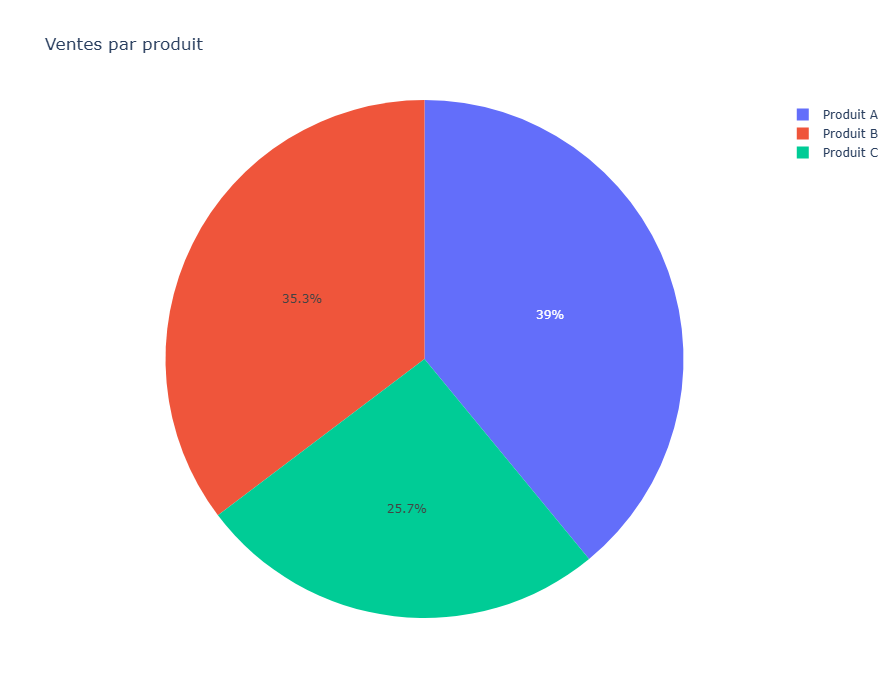 Ventes par produit
Produit A
Produit B
Produit C
35.3%
39%
25.7%